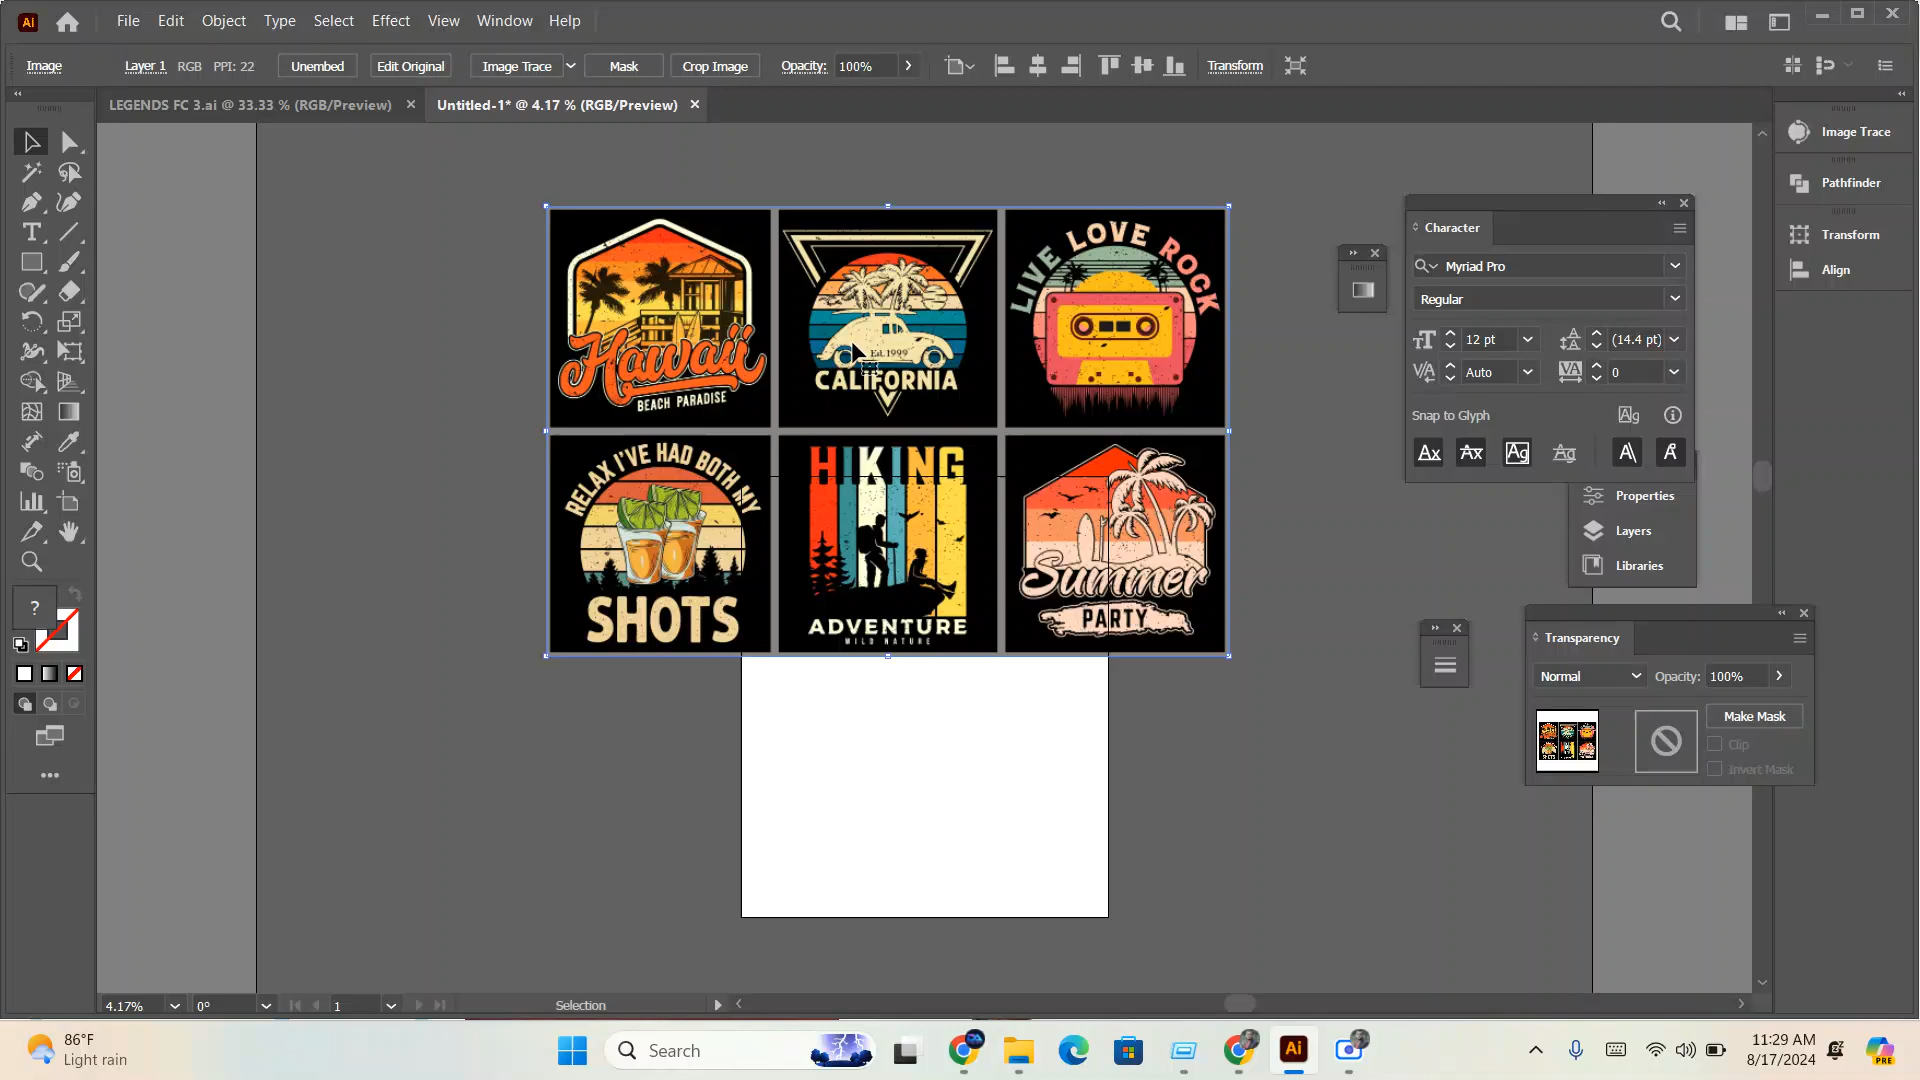 Ai File Edit Object Type Select Effect View Window Help
Image Layer 1 RGB PPI: 22 Unembed Edit Original Image Trace Mask Crop Image Opacity: 100% Transform
LEGENDS FC 3.ai @ 33.33 % (RGB/Preview) × Untitled-1* @ 4.17 % (RGB/Preview) ×
Image Trace
Pathfinder
Transform
Align
Character
Myriad Pro
Regular
12 pt (14.4 pt)
Auto 0
Snap to Glyph
Properties
Layers
Libraries
Transparency
Normal Opacity: 100%
Make Mask
Clip
Invert Mask
Hawaii
BEACH PARADISE
Est. 1999
CALIFORNIA
LIVE LOVE ROCK
RELAX I'VE HAD BOTH MY
SHOTS
HIKING
ADVENTURE
WILD NATURE
Summer
PARTY
?
4.17% 0° 1 Selection
86°F
Light rain
Search
Ai
11:29 AM
8/17/2024
PRE